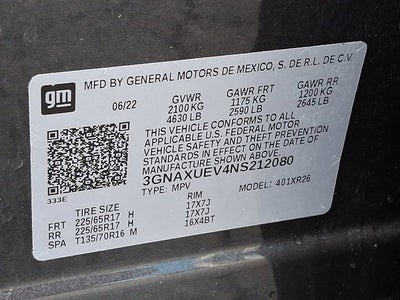 gm
MFD BY GENERAL MOTORS DE MEXICO, S. DE R.L. DE C.V.
06/22 GVWR GAWR FRT GAWR RR
2100 KG 1175 KG 1200 KG
4630 LB 2590 LB 2645 LB
THIS VEHICLE CONFORMS TO ALL
APPLICABLE U.S. FEDERAL MOTOR
VEHICLE SAFETY STANDARDS
IN EFFECT ON THE DATE OF
MANUFACTURE SHOWN ABOVE.
3GNAXUEV4NS212080
TYPE: MPV MODEL: 401XR26
333E
TIRE SIZE RIM
FRT 225/65R17 H 17X7J
RR 225/65R17 H 17X7J
SPA T135/70R16 M 16X4BT